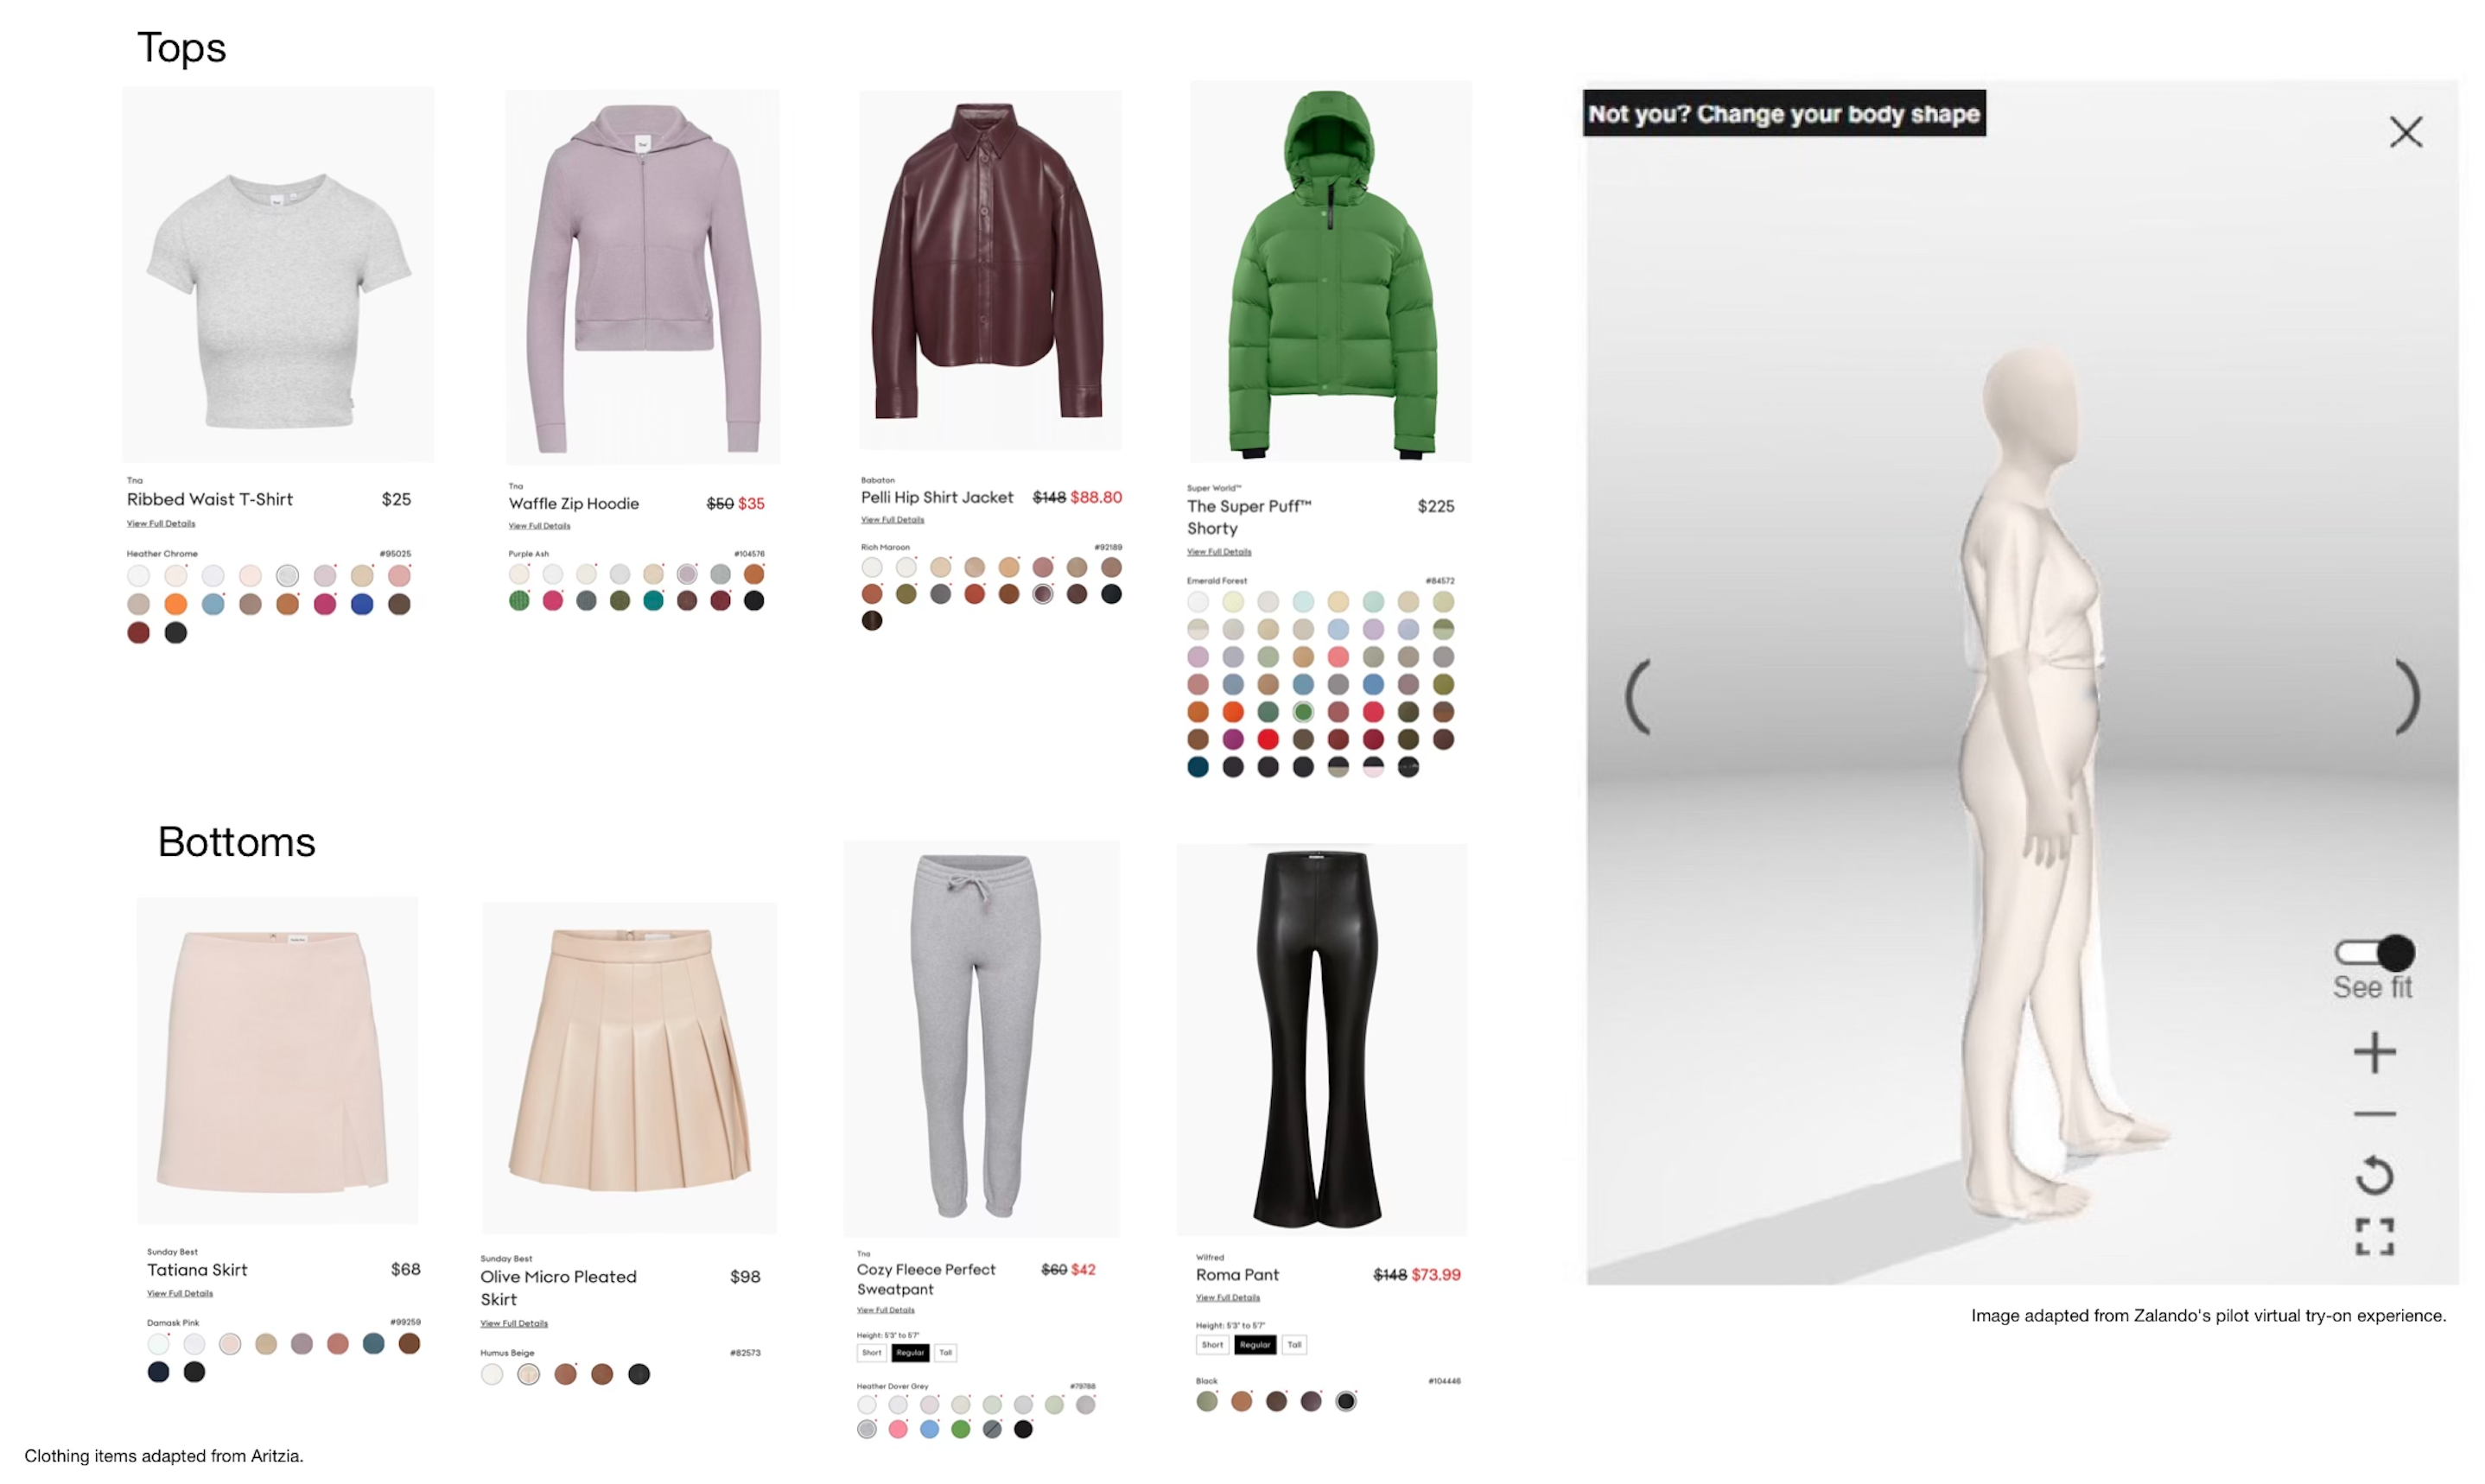 Tops
Not you? Change your body shape
Tna
Ribbed Waist T-Shirt $25
View Full Details
Heather Chrome #95025
Tna
Waffle Zip Hoodie $50 $35
View Full Details
Purple Ash #104576
Babaton
Pelli Hip Shirt Jacket $148 $88.80
View Full Details
Rich Maroon #92189
Super World™
The Super Puff™ $225
Shorty
View Full Details
Emerald Forest #84572
See fit
Image adapted from Zalando's pilot virtual try-on experience.
Bottoms
Sunday Best
Tatiana Skirt $68
View Full Details
Damask Pink #99259
Sunday Best
Olive Micro Pleated $98
Skirt
View Full Details
Humus Beige #82573
Tna
Cozy Fleece Perfect $60 $42
Sweatpant
View Full Details
Height: 5'3" to 5'7"
Short Regular Tall
Heather Dover Grey #79788
Wilfred
Roma Pant $148 $73.99
View Full Details
Height: 5'3" to 5'7"
Short Regular Tall
Black #104446
Clothing items adapted from Aritzia.